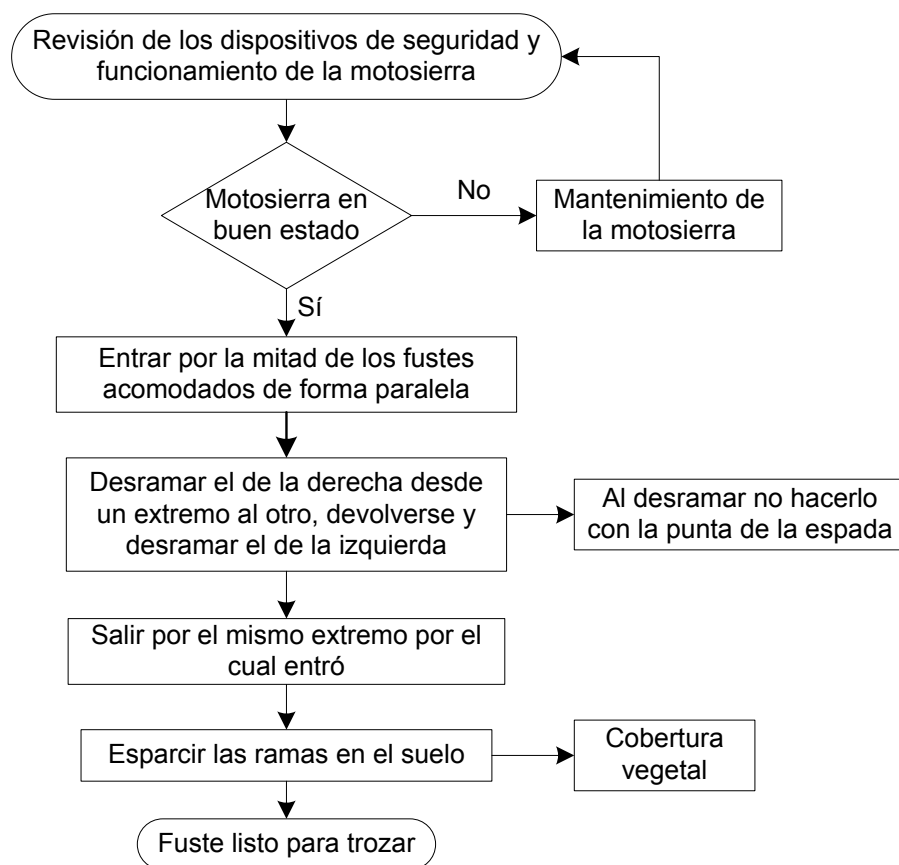 Revisión de los dispositivos de seguridad y
funcionamiento de la motosierra
Motosierra en
buen estado
No
Mantenimiento de
la motosierra
Sí
Entrar por la mitad de los fustes
acomodados de forma paralela
Desramar el de la derecha desde
un extremo al otro, devolverse y
desramar el de la izquierda
Al desramar no hacerlo
con la punta de la espada
Salir por el mismo extremo por el
cual entró
Esparcir las ramas en el suelo
Cobertura
vegetal
Fuste listo para trozar